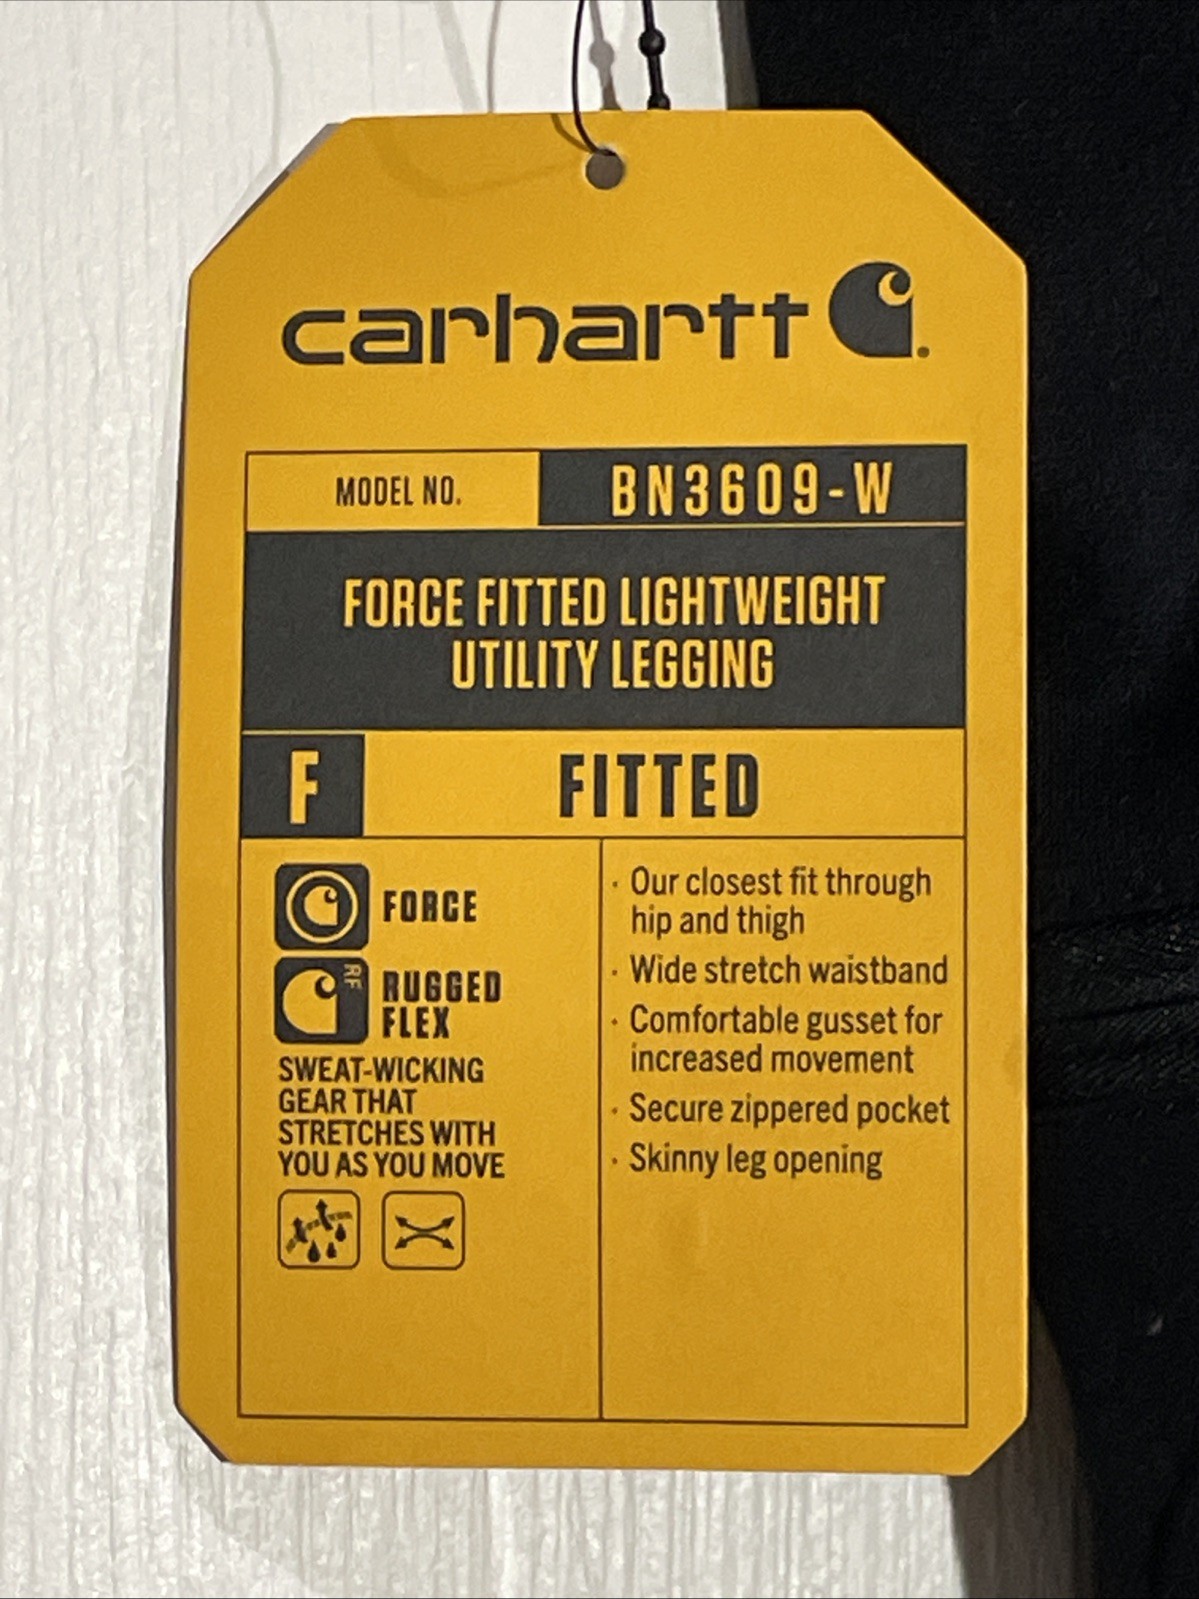 carhartt
MODEL NO.
BN3609-W
FORCE FITTED LIGHTWEIGHT
UTILITY LEGGING
F
FITTED
FORCE
RF
RUGGED
FLEX
SWEAT-WICKING
GEAR THAT
STRETCHES WITH
YOU AS YOU MOVE
· Our closest fit through
hip and thigh
· Wide stretch waistband
· Comfortable gusset for
increased movement
· Secure zippered pocket
· Skinny leg opening